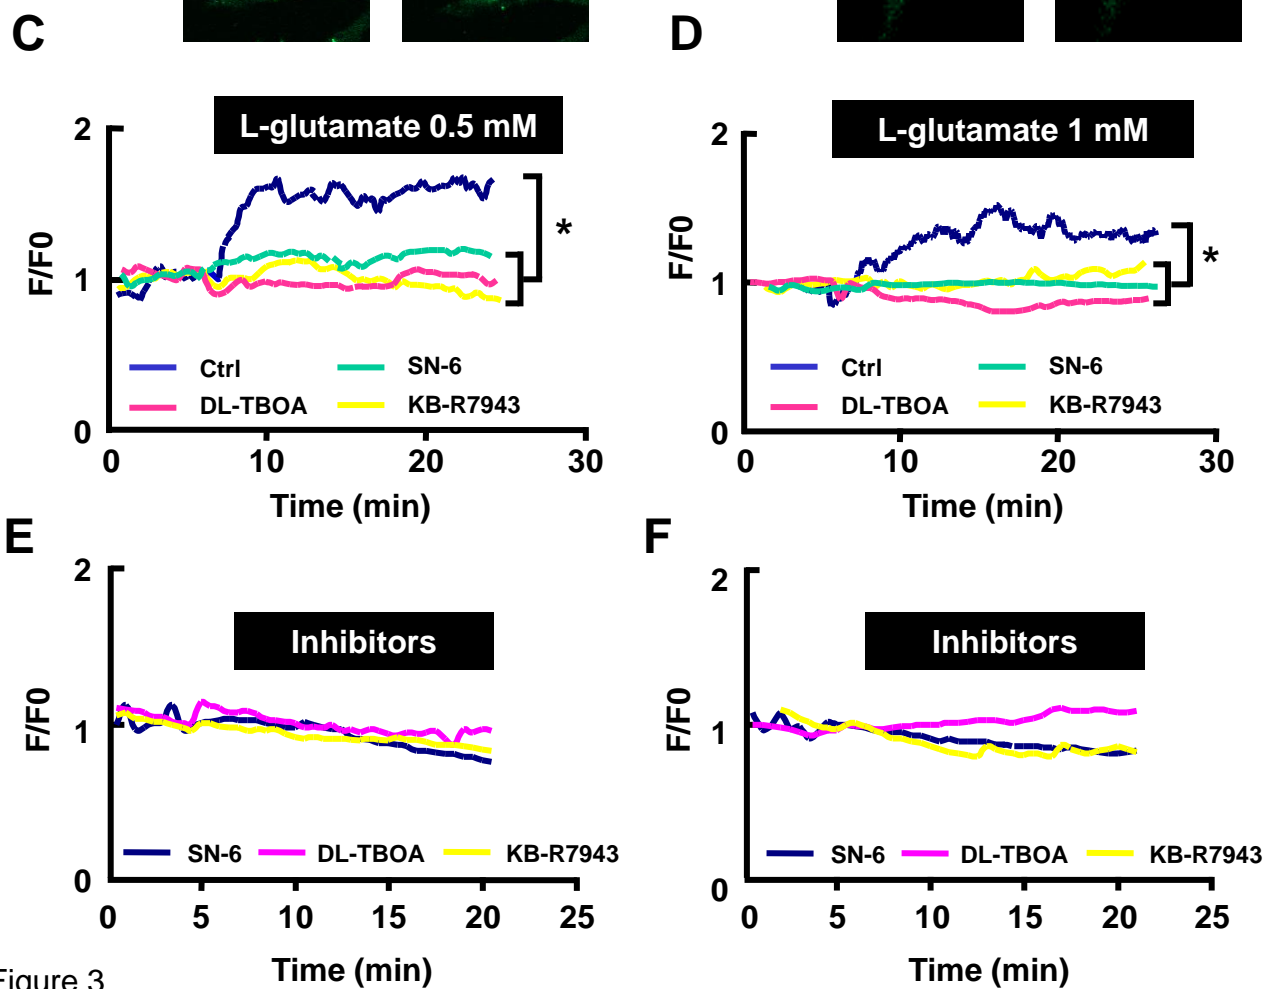 C
D
L-glutamate 0.5 mM
L-glutamate 1 mM
2
1
0
F/F0
*
Ctrl
SN-6
DL-TBOA
KB-R7943
0 10 20 30
Time (min)
2
1
0
F/F0
*
Ctrl
SN-6
DL-TBOA
KB-R7943
0 10 20 30
Time (min)
E
F
Inhibitors
2
1
0
F/F0
SN-6 DL-TBOA KB-R7943
0 5 10 15 20 25
Time (min)
Inhibitors
2
1
0
F/F0
SN-6 DL-TBOA KB-R7943
0 5 10 15 20 25
Time (min)
Figure 3